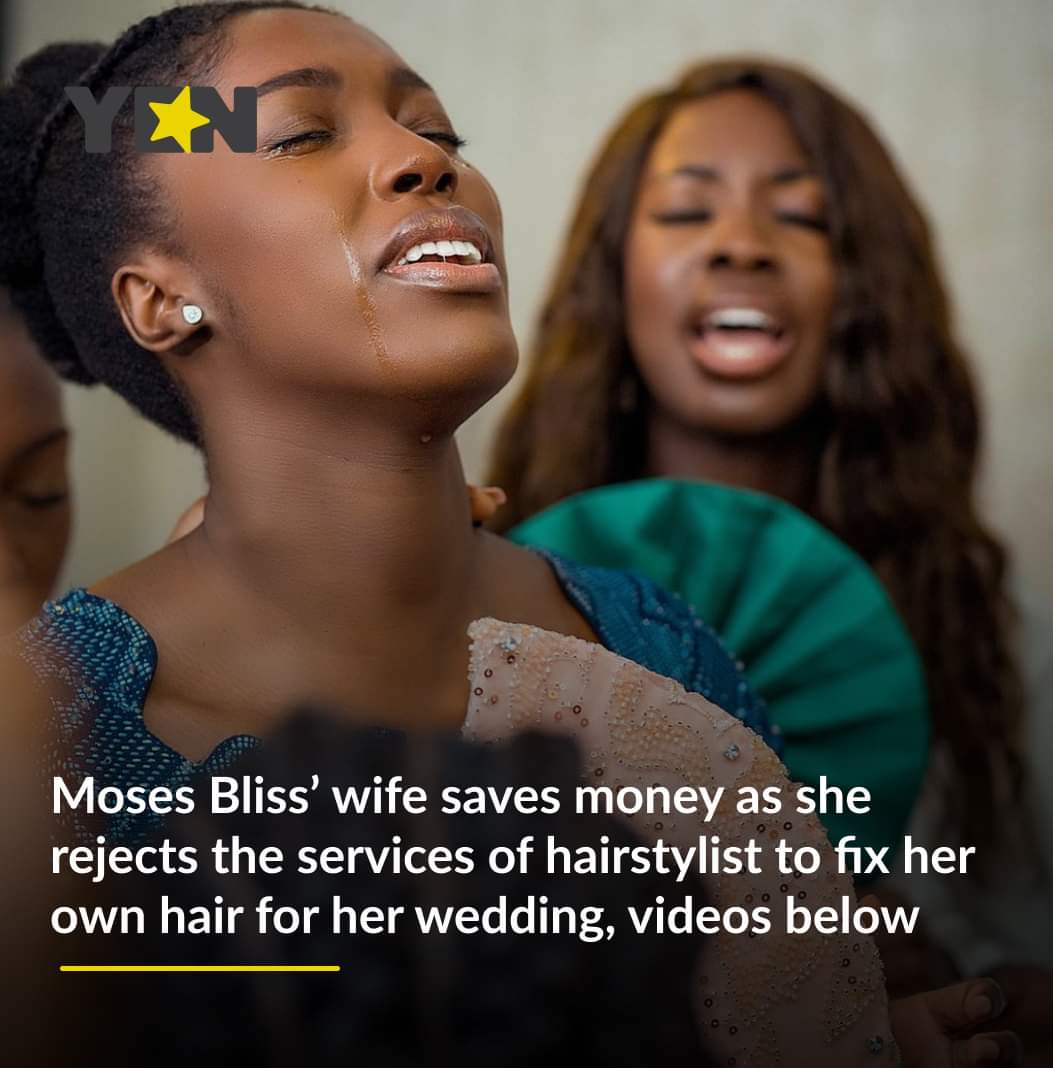 YEN
Moses Bliss’ wife saves money as she
rejects the services of hairstylist to fix her
own hair for her wedding, videos below